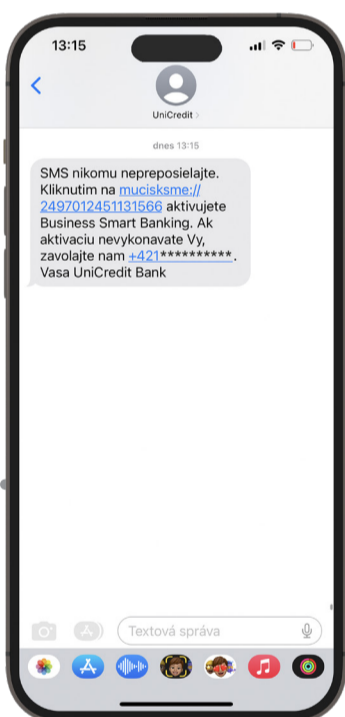 13:15
UniCredit
dnes 13:15
SMS nikomu nepreposielajte.
Kliknutim na mucisksme://
2497012451131566 aktivujete
Business Smart Banking. Ak
aktivaciu nevykonavate Vy,
zavolajte nam +421**********.
Vasa UniCredit Bank
Textová správa